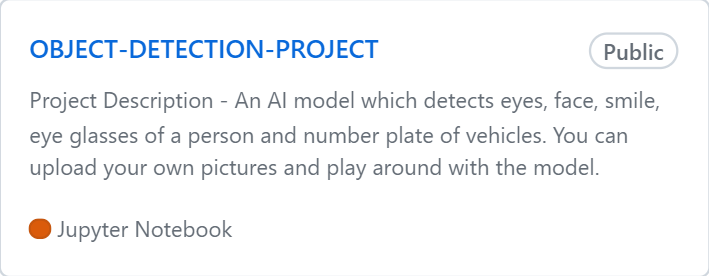 OBJECT-DETECTION-PROJECT
Public
Project Description - An AI model which detects eyes, face, smile,
eye glasses of a person and number plate of vehicles. You can
upload your own pictures and play around with the model.
Jupyter Notebook